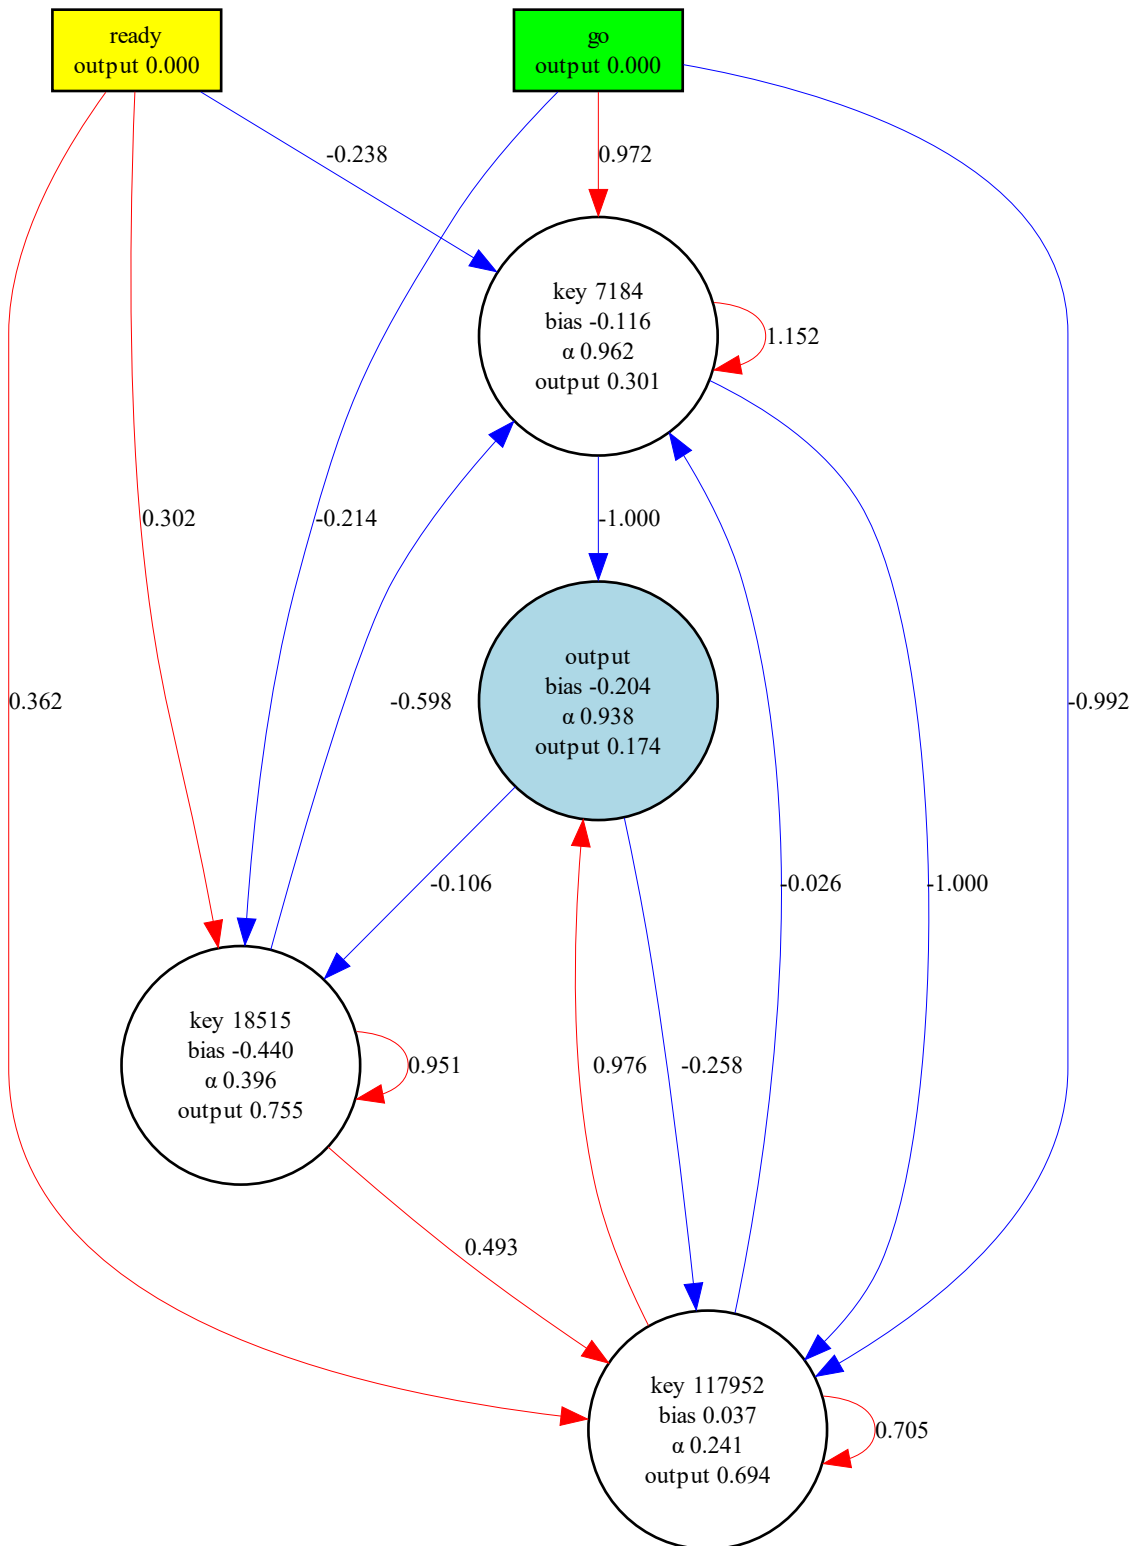 ready
output 0.000
go
output 0.000
-0.238
0.972
key 7184
bias -0.116
α 0.962
output 0.301
1.152
0.302
-0.214
-1.000
output
bias -0.204
α 0.938
output 0.174
0.362
-0.598
-0.992
-0.106
-0.026
-1.000
key 18515
bias -0.440
α 0.396
output 0.755
0.951
0.976
-0.258
0.493
key 117952
bias 0.037
α 0.241
output 0.694
0.705